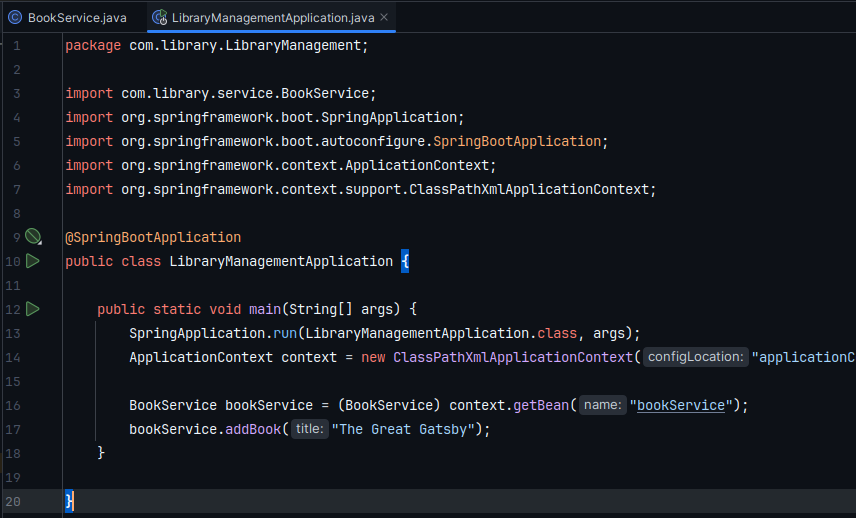 BookService.java
LibraryManagementApplication.java
1 package com.library.LibraryManagement;
2
3 import com.library.service.BookService;
4 import org.springframework.boot.SpringApplication;
5 import org.springframework.boot.autoconfigure.SpringBootApplication;
6 import org.springframework.context.ApplicationContext;
7 import org.springframework.context.support.ClassPathXmlApplicationContext;
8
9 @SpringBootApplication
10 public class LibraryManagementApplication {
11
12 public static void main(String[] args) {
13 SpringApplication.run(LibraryManagementApplication.class, args);
14 ApplicationContext context = new ClassPathXmlApplicationContext( configLocation: "applicationC
15
16 BookService bookService = (BookService) context.getBean( name: "bookService");
17 bookService.addBook( title: "The Great Gatsby");
18 }
19
20 }